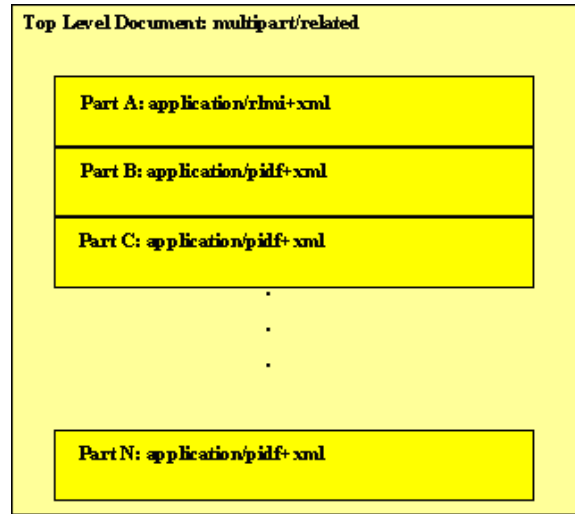 Top Level Document: multipart/related
Part A: application/rlmi+xml
Part B: application/pidf+xml
Part C: application/pidf+xml
.
.
.
Part N: application/pidf+xml